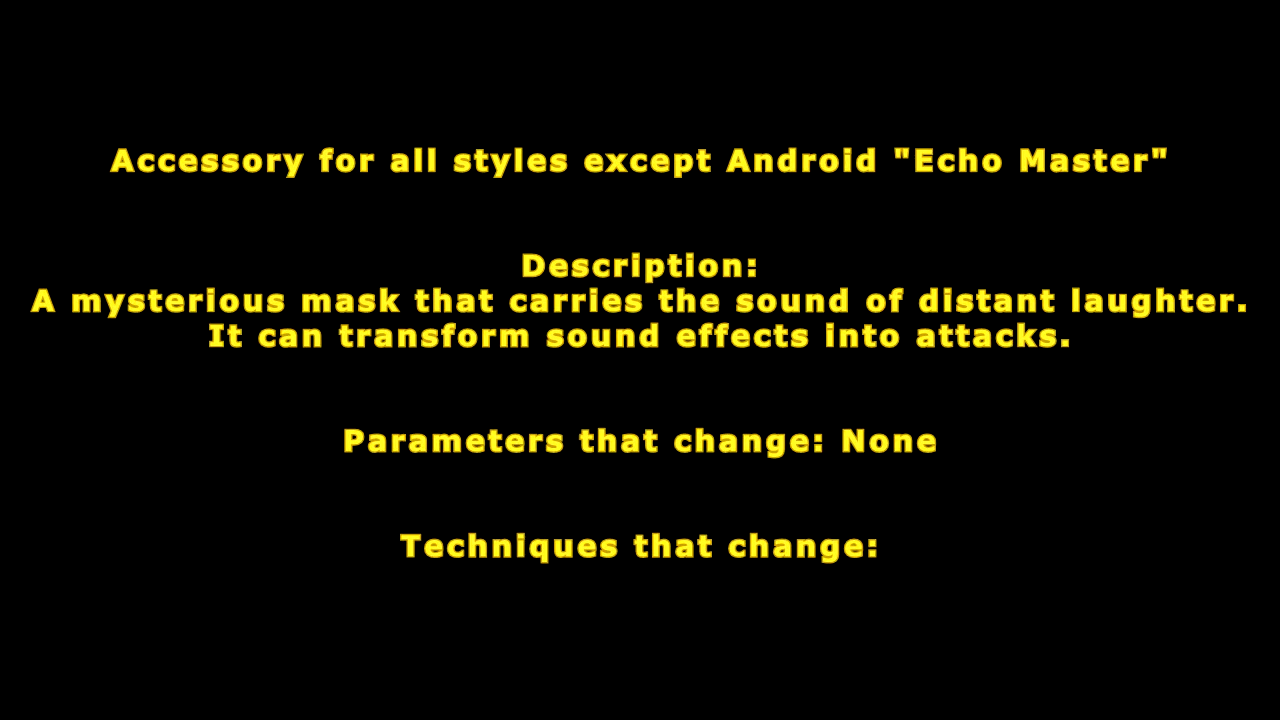 Accessory for all styles except Android "Echo Master"
Description:
A mysterious mask that carries the sound of distant laughter.
It can transform sound effects into attacks.
Parameters that change: None
Techniques that change: